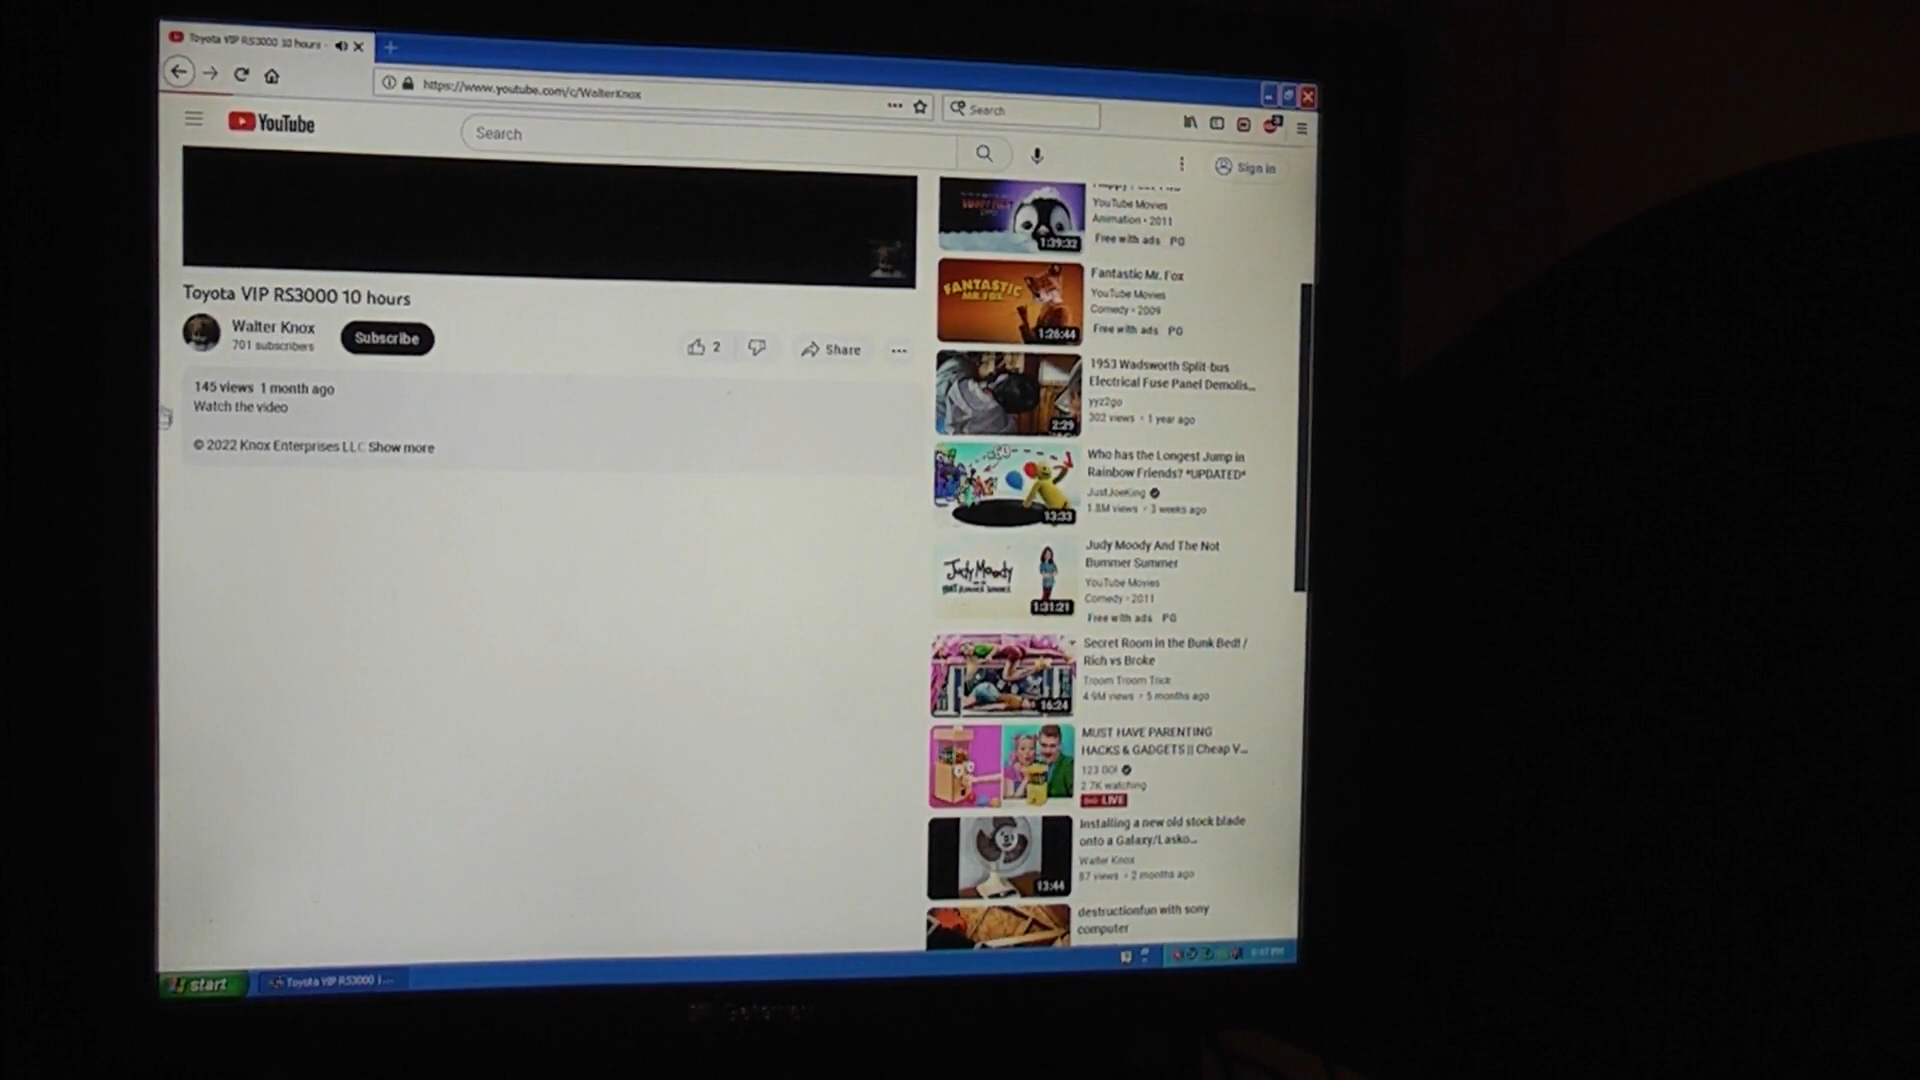 Toyota VIP RS3000 10 hours -
https://www.youtube.com/c/WalterKnox
Search
YouTube
Search
Sign in
Toyota VIP RS3000 10 hours
Walter Knox
701 subscribers
Subscribe
2
Share
145 views 1 month ago
Watch the video
© 2022 Knox Enterprises LLC Show more
YouTube Movies
Animation • 2011
Free with ads PG
1:39:32
FANTASTIC
MR. FOX
1:26:44
Fantastic Mr. Fox
YouTube Movies
Comedy • 2009
Free with ads PG
2:29
1953 Wadsworth Split-bus
Electrical Fuse Panel Demolis...
yyz2go
302 views • 1 year ago
13:33
Who has the Longest Jump in
Rainbow Friends? *UPDATED*
JustJoeKing
1.8M views • 3 weeks ago
Judy Moody
1:31:21
Judy Moody And The Not
Bummer Summer
YouTube Movies
Comedy • 2011
Free with ads PG
16:24
Secret Room in the Bunk Bed! /
Rich vs Broke
Troom Troom Trick
4.9M views • 5 months ago
MUST HAVE PARENTING
HACKS & GADGETS || Cheap V...
123 GO!
2.7K watching
LIVE
13:44
Installing a new old stock blade
onto a Galaxy/Lasko...
Walter Knox
87 views • 2 months ago
destructionfun with sony
computer
start
Toyota VIP RS3000 1...
Gateway